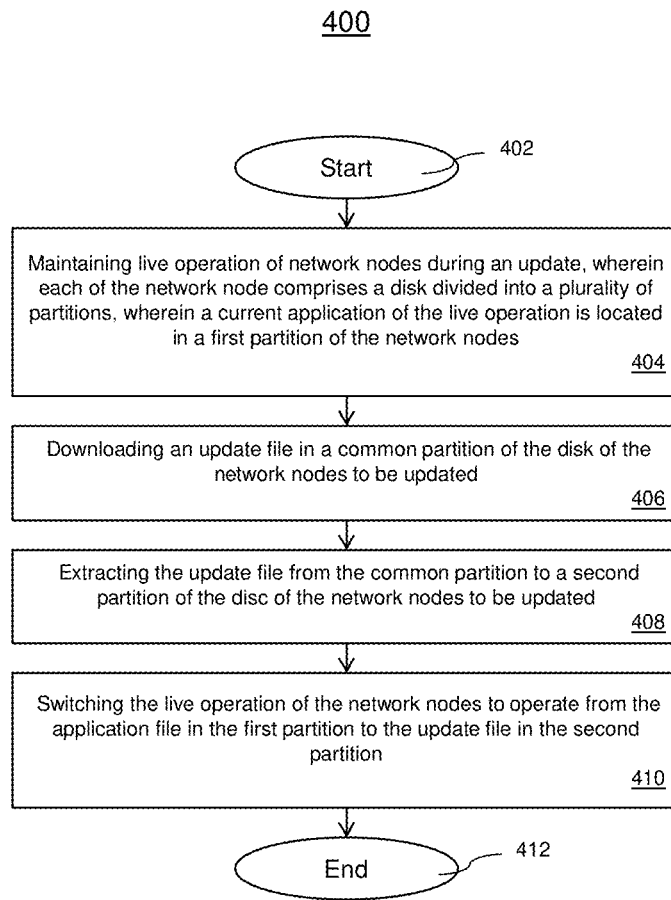 400
Start
402
Maintaining live operation of network nodes during an update, wherein
each of the network node comprises a disk divided into a plurality of
partitions, wherein a current application of the live operation is located
in a first partition of the network nodes
404
Downloading an update file in a common partition of the disk of the
network nodes to be updated
406
Extracting the update file from the common partition to a second
partition of the disc of the network nodes to be updated
408
Switching the live operation of the network nodes to operate from the
application file in the first partition to the update file in the second
partition
410
End
412